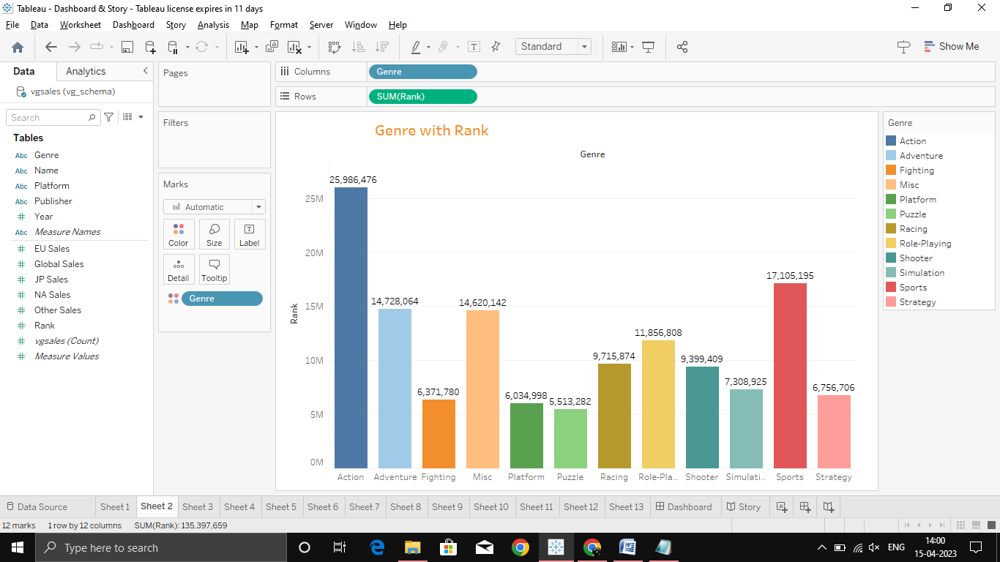 Tableau - Dashboard & Story - Tableau license expires in 11 days
File Data Worksheet Dashboard Story Analysis Map Format Server Window Help
Standard
Show Me
Data Analytics
vgsales (vg_schema)
Search
Tables
Abc Genre
Abc Name
Abc Platform
Abc Publisher
# Year
Abc Measure Names
# EU Sales
# Global Sales
# JP Sales
# NA Sales
# Other Sales
# Rank
# vgsales (Count)
# Measure Values
Pages
Filters
Marks
Automatic
Color Size Label
Detail Tooltip
Genre
Columns Genre
Rows SUM(Rank)
Genre with Rank
Genre
Rank
25M
20M
15M
10M
5M
0M
25,986,476
14,728,064
6,371,780
14,620,142
6,034,998
5,513,282
9,715,874
11,856,808
9,399,409
7,308,925
17,105,195
6,756,706
Action Adventure Fighting Misc Platform Puzzle Racing Role-Pla.. Shooter Simulati.. Sports Strategy
Genre
Action
Adventure
Fighting
Misc
Platform
Puzzle
Racing
Role-Playing
Shooter
Simulation
Sports
Strategy
Data Source Sheet 1 Sheet 2 Sheet 3 Sheet 4 Sheet 5 Sheet 6 Sheet 7 Sheet 8 Sheet 9 Sheet 10 Sheet 11 Sheet 12 Sheet 13 Dashboard Story
12 marks 1 row by 12 columns SUM(Rank): 135,397,659
Type here to search
ENG
14:00
15-04-2023